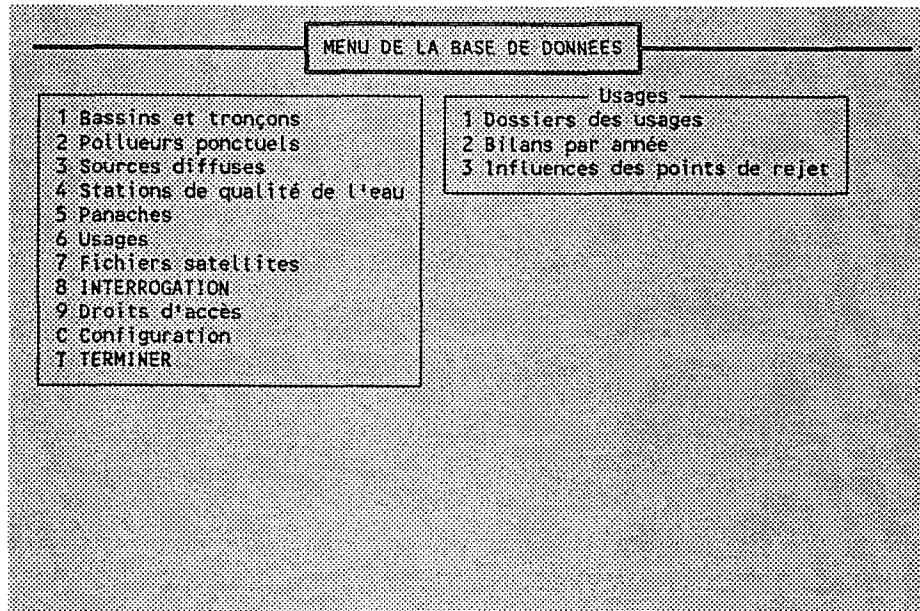 MENU DE LA BASE DE DONNEES
1 Bassins et tronçons
2 Pollueurs ponctuels
3 Sources diffuses
4 Stations de qualité de l'eau
5 Panaches
6 Usages
7 Fichiers satellites
8 INTERROGATION
9 Droits d'accès
C Configuration
T TERMINER
Usages
1 Dossiers des usages
2 Bilans par année
3 Influences des points de rejet